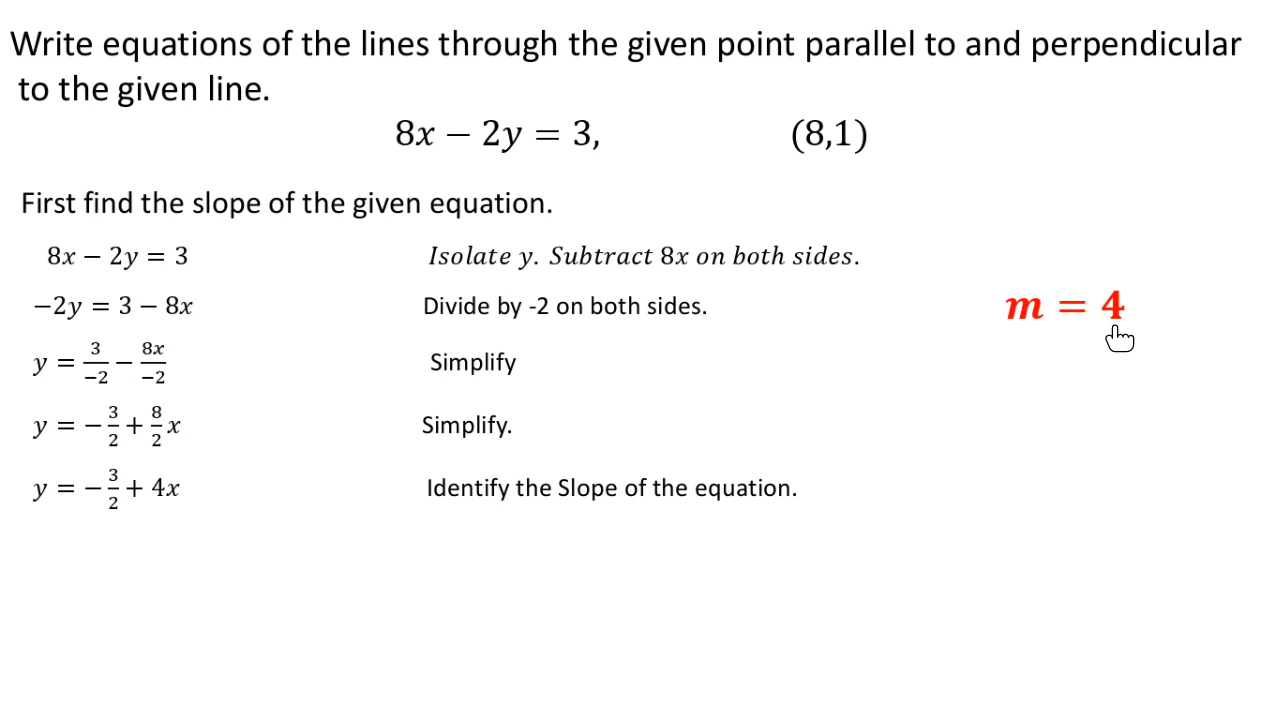 Write equations of the lines through the given point parallel to and perpendicular
to the given line.
8x − 2y = 3, (8,1)
First find the slope of the given equation.
8x − 2y = 3 Isolate y. Subtract 8x on both sides.
−2y = 3 − 8x Divide by -2 on both sides. m = 4
y = 3/−2 − 8x/−2 Simplify
y = −3/2 + 8/2 x Simplify.
y = −3/2 + 4x Identify the Slope of the equation.